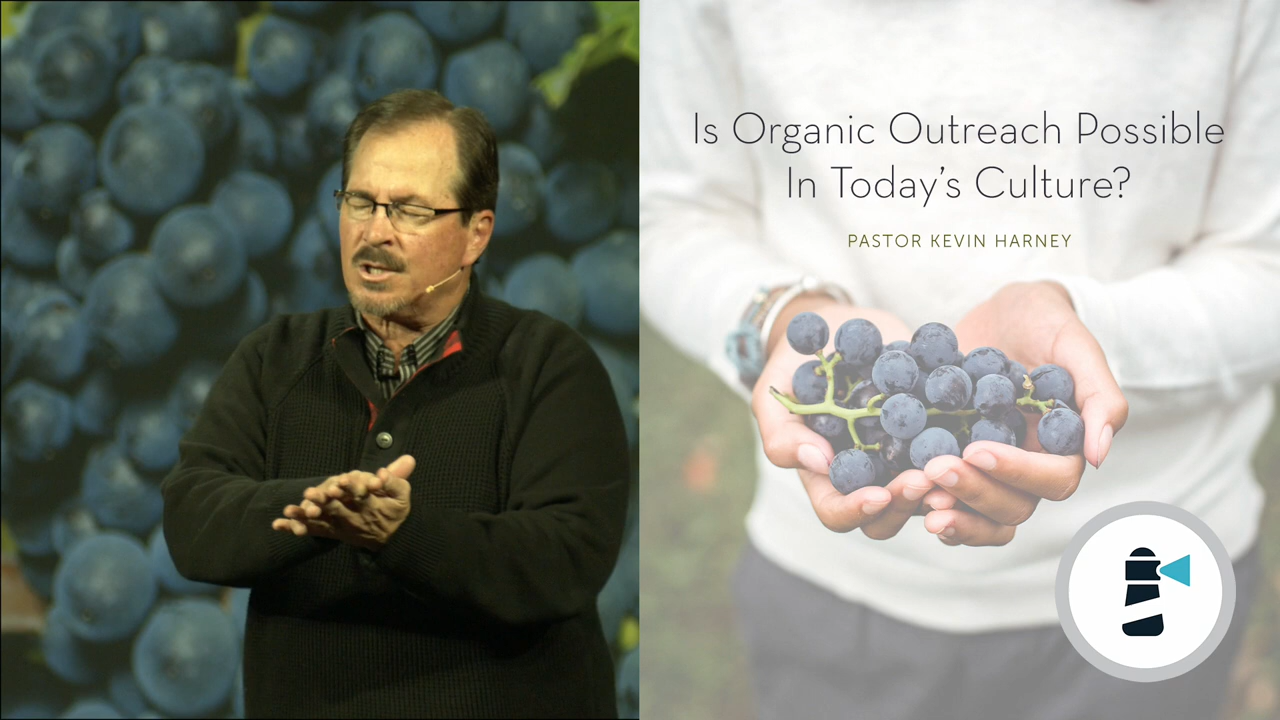 Is Organic Outreach Possible
In Today's Culture?
PASTOR KEVIN HARNEY